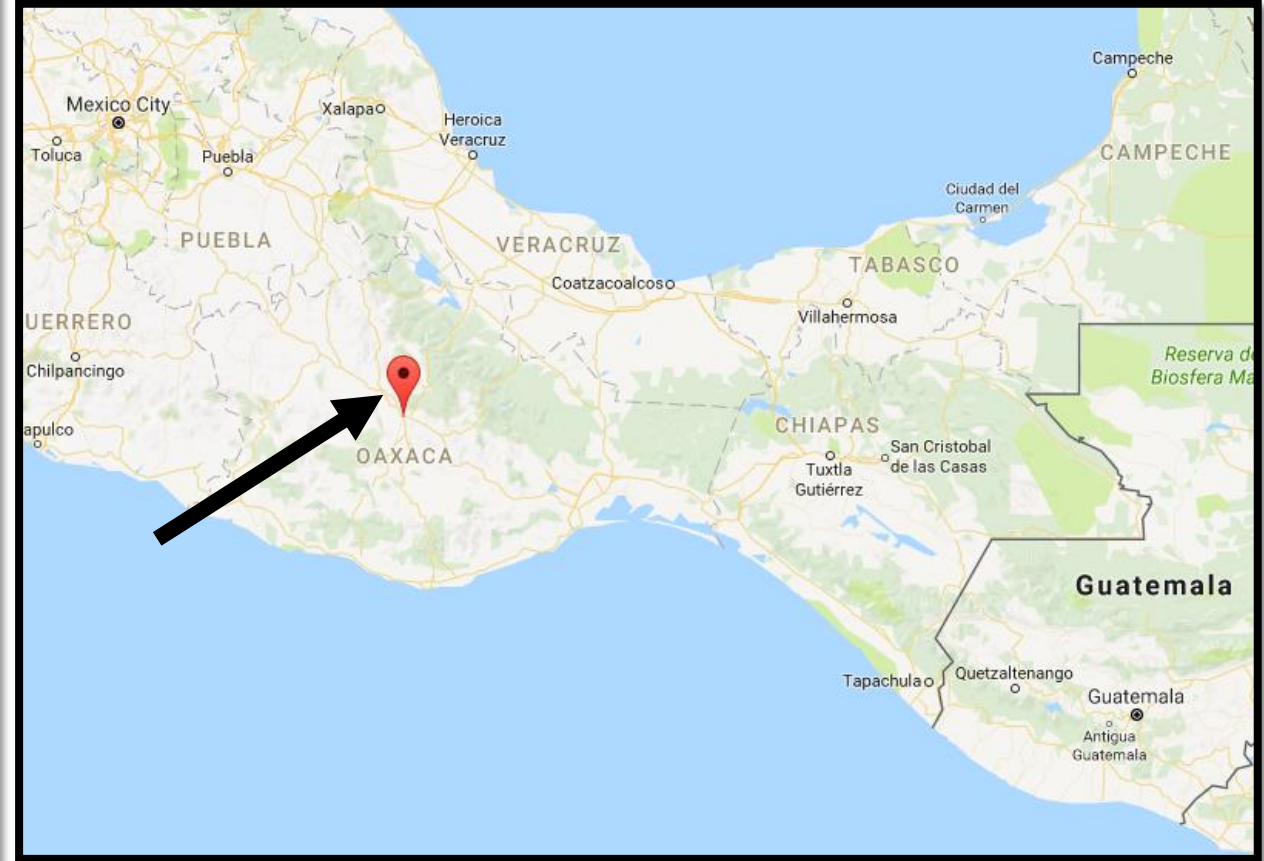 Campeche
Mexico City
Xalapa
Heroica
Veracruz
Toluca
Puebla
CAMPECHE
Ciudad del
Carmen
PUEBLA
VERACRUZ
TABASCO
Coatzacoalcos
Villahermosa
UERRERO
Chilpancingo
Reserva de
Biosfera Ma
apulco
CHIAPAS
OAXACA
San Cristobal
de las Casas
Tuxtla
Gutiérrez
Guatemala
Tapachula
Quetzaltenango
Guatemala
Antigua
Guatemala